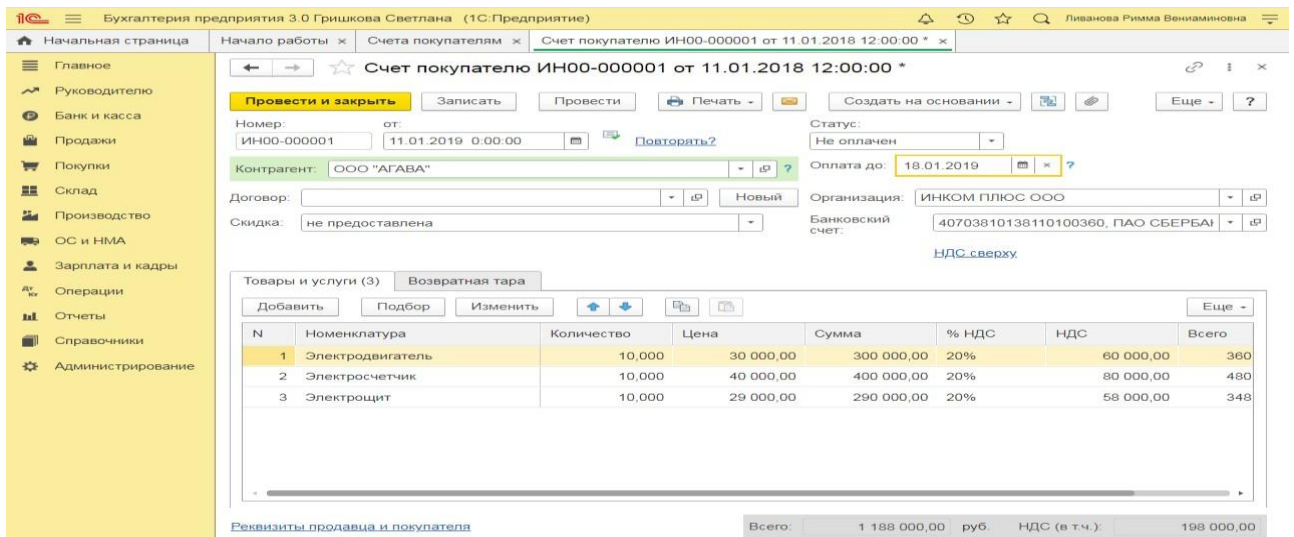 1С Бухгалтерия предприятия 3.0 Гришкова Светлана (1С:Предприятие) Ливанова Римма Вениаминовна
Начальная страница Начало работы × Счета покупателям × Счет покупателю ИН00-000001 от 11.01.2018 12:00:00 * ×
Главное
Руководителю
Банк и касса
Продажи
Покупки
Склад
Производство
ОС и НМА
Зарплата и кадры
Операции
Отчеты
Справочники
Администрирование
Счет покупателю ИН00-000001 от 11.01.2018 12:00:00 *
Провести и закрыть Записать Провести Печать Создать на основании Еще ?
Номер: от: Статус:
ИН00-000001 11.01.2019 0:00:00 Повторять? Не оплачен
Контрагент: ООО "АГАВА" ? Оплата до: 18.01.2019 × ?
Договор: Новый Организация: ИНКОМ ПЛЮС ООО
Скидка: не предоставлена Банковский счет: 40703810138110100360, ПАО СБЕРБАН
НДС сверху
Товары и услуги (3) Возвратная тара
Добавить Подбор Изменить Еще
N Номенклатура Количество Цена Сумма % НДС НДС Всего
1 Электродвигатель 10,000 30 000,00 300 000,00 20% 60 000,00 360
2 Электросчетчик 10,000 40 000,00 400 000,00 20% 80 000,00 480
3 Электрощит 10,000 29 000,00 290 000,00 20% 58 000,00 348
Реквизиты продавца и покупателя Всего: 1 188 000,00 руб. НДС (в т.ч.): 198 000,00